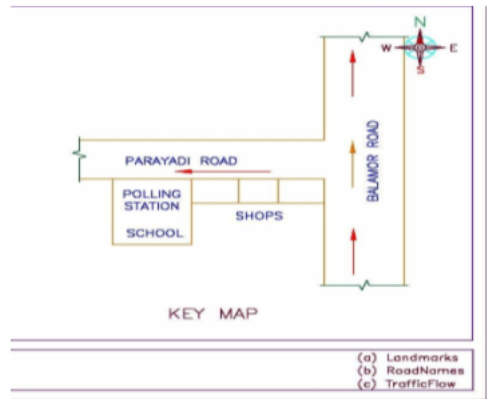 N
W E
S
PARAYADI ROAD
BALAMOR ROAD
POLLING
STATION
SCHOOL
SHOPS
KEY MAP
(a) Landmarks
(b) RoadNames
(c) TrafficFlow